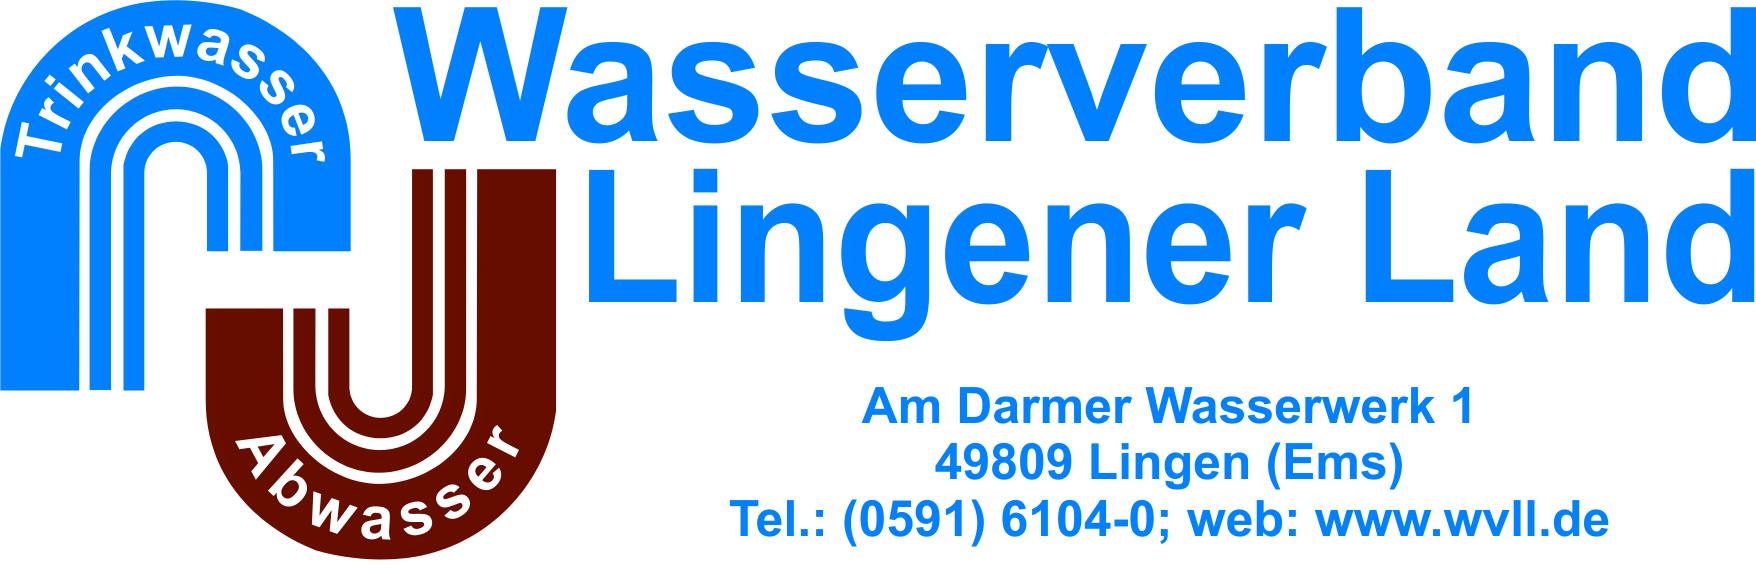 Trinkwasser
Wasserverband
Lingener Land
Abwasser
Am Darmer Wasserwerk 1
49809 Lingen (Ems)
Tel.: (0591) 6104-0; web: www.wvll.de